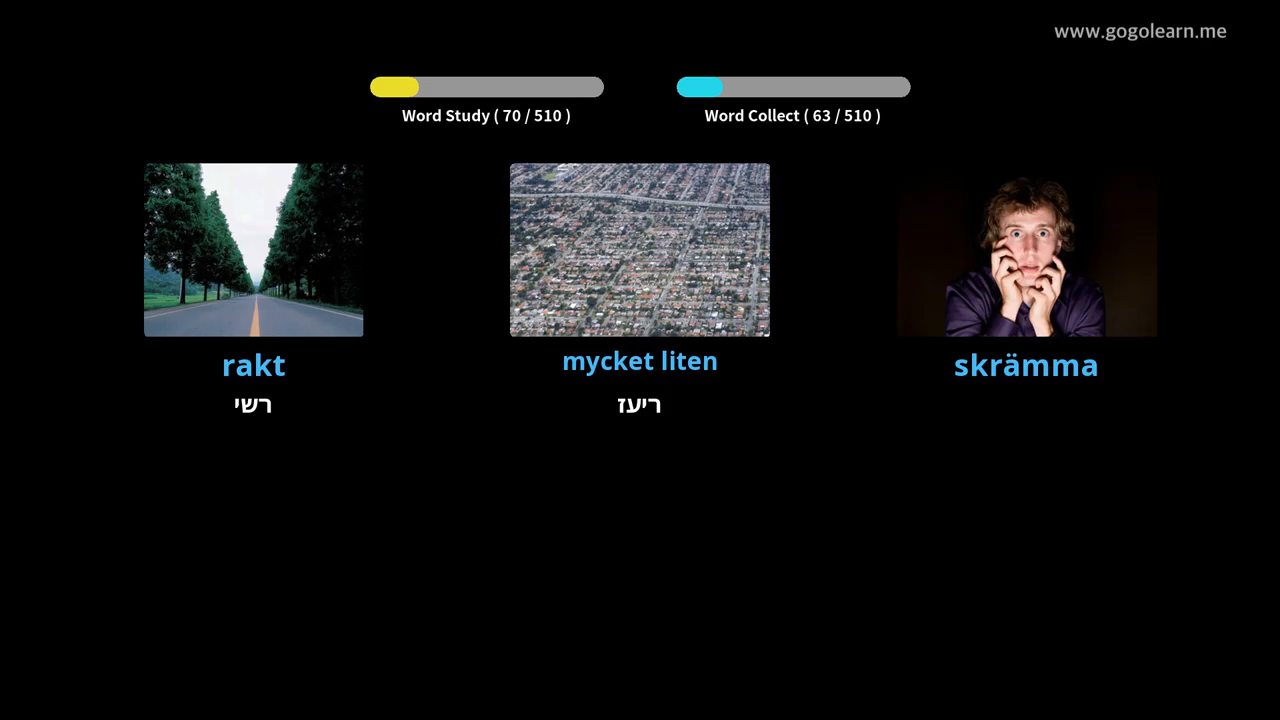 www.gogolearn.me
Word Study ( 70 / 510 )
Word Collect ( 63 / 510 )
rakt
mycket liten
skrämma
רשי
ריעז